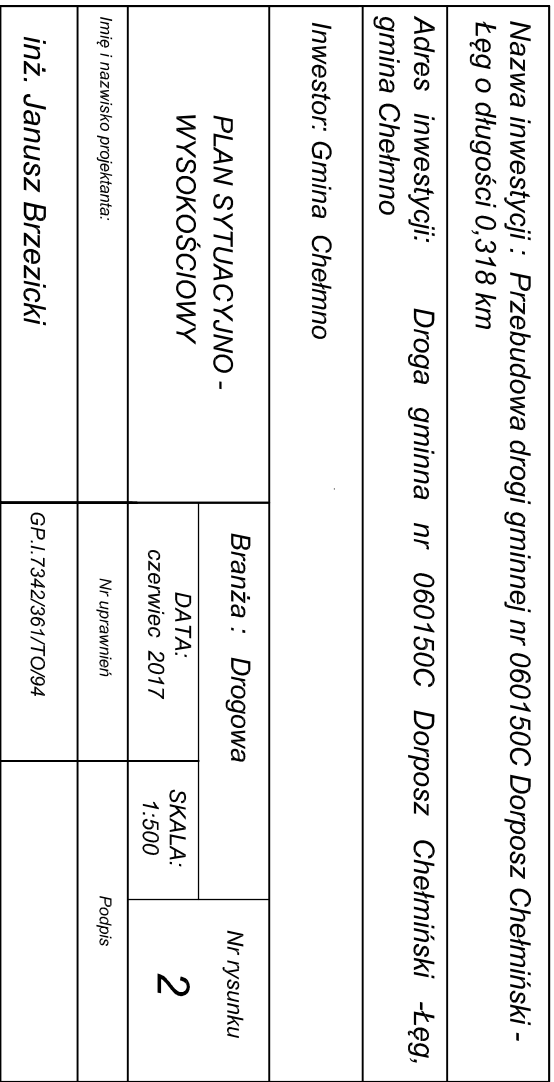 Nazwa inwestycji : Przebudowa drogi gminnej nr 060150C Dorposz Chełmiński -
Łęg o długości 0,318 km
Adres inwestycji: Droga gminna nr 060150C Dorposz Chełmiński -Łęg,
gmina Chełmno
Inwestor: Gmina Chełmno
PLAN SYTUACYJNO -
WYSOKOŚCIOWY
Branża : Drogowa
DATA:
czerwiec 2017
SKALA:
1:500
Nr rysunku
2
Imię i nazwisko projektanta:
Nr uprawnień
Podpis
inż. Janusz Brzezicki
GP.I.7342/361/TO/94